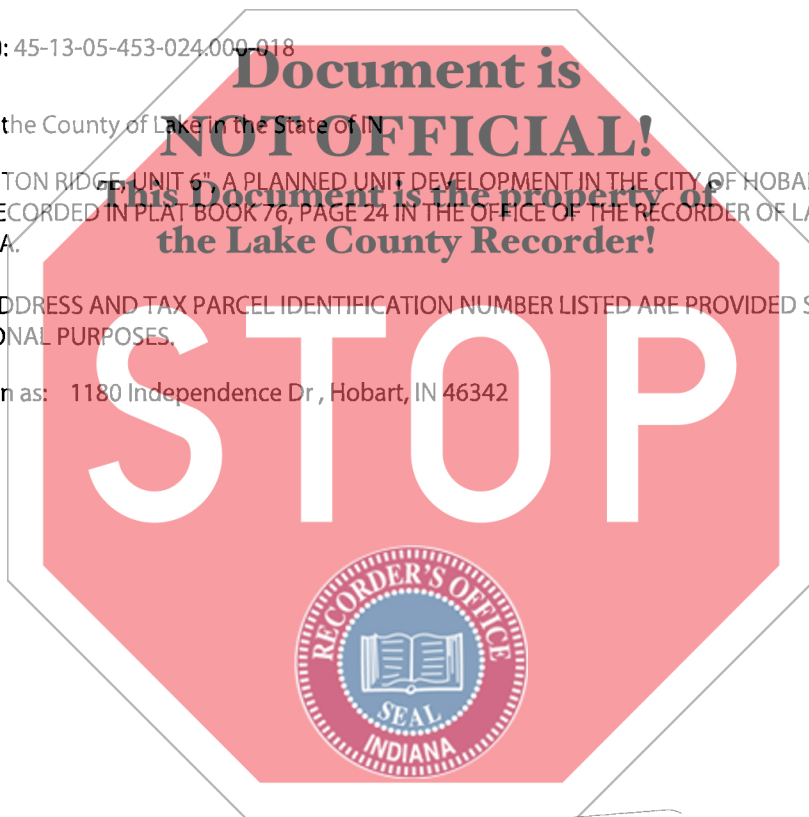 : 45-13-05-453-024.000-018
Document is
the County of Lake in the State of IN
NOT OFFICIAL!
TON RIDGE, UNIT 6", A PLANNED UNIT DEVELOPMENT IN THE CITY OF HOBA
This Document is the property of
ECORDED IN PLAT BOOK 76, PAGE 24 IN THE OFFICE OF THE RECORDER OF LA
the Lake County Recorder!
A.
DDRESS AND TAX PARCEL IDENTIFICATION NUMBER LISTED ARE PROVIDED S
ONAL PURPOSES.
n as: 1180 Independence Dr , Hobart, IN 46342
STOP
RECORDER'S OFFICE
SEAL
INDIANA